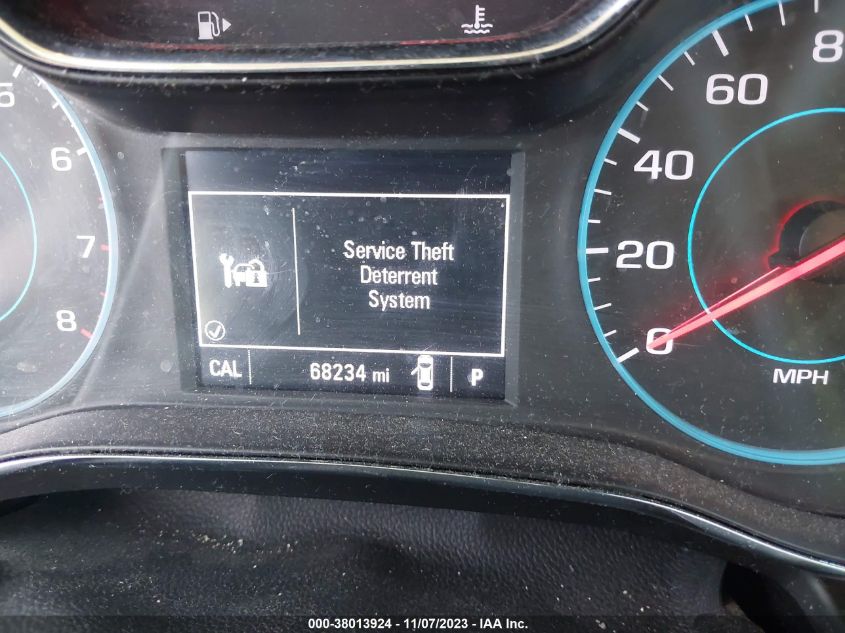 80
60
5
6
40
7
20
Service Theft
Deterrent
System
8
0
CAL 68234 mi P
MPH
000-38013924 - 11/07/2023 - IAA Inc.